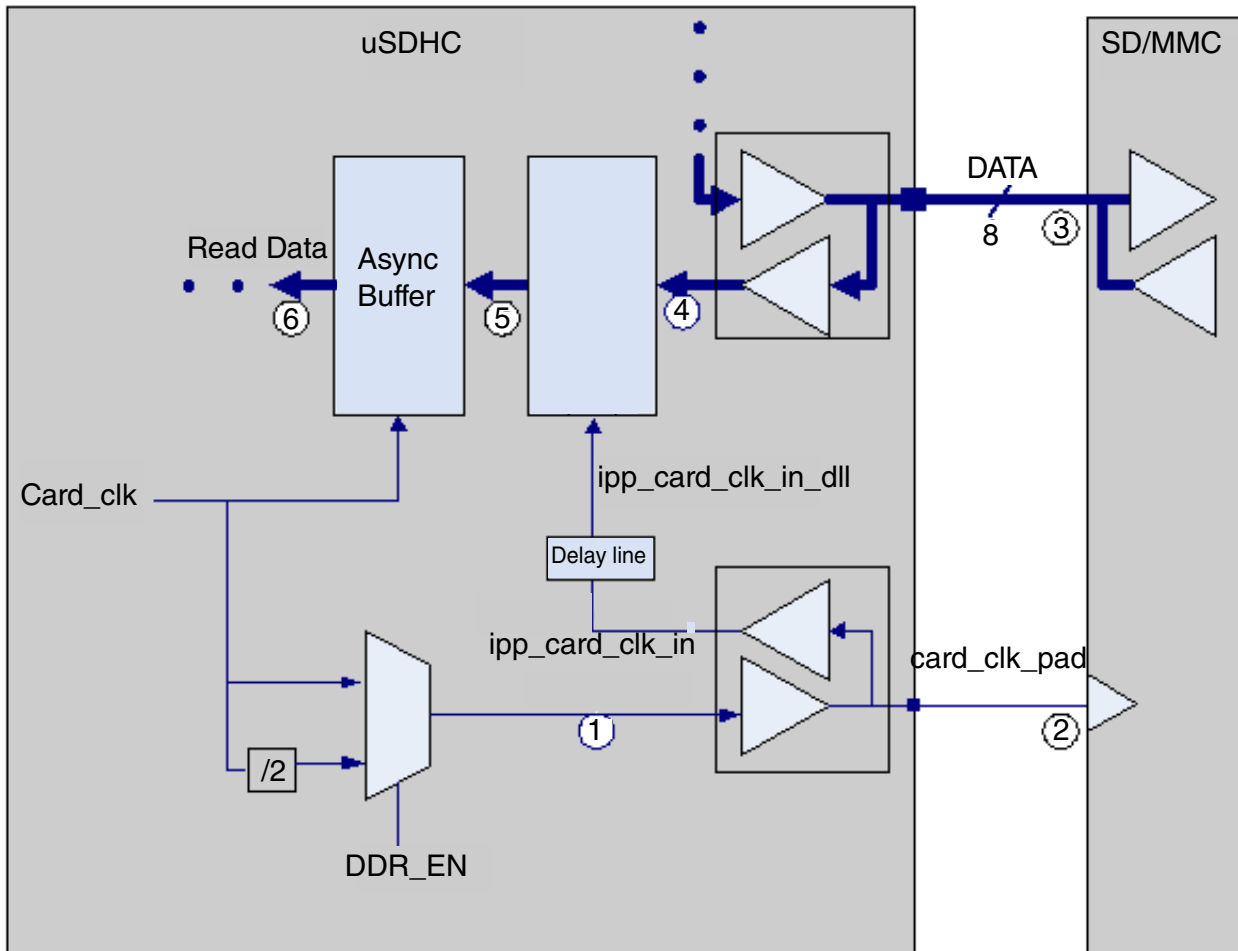 uSDHC
SD/MMC
DATA
8
3
Read Data
Async
Buffer
6
5
4
Card_clk
ipp_card_clk_in_dll
Delay line
ipp_card_clk_in
card_clk_pad
1
2
/2
DDR_EN